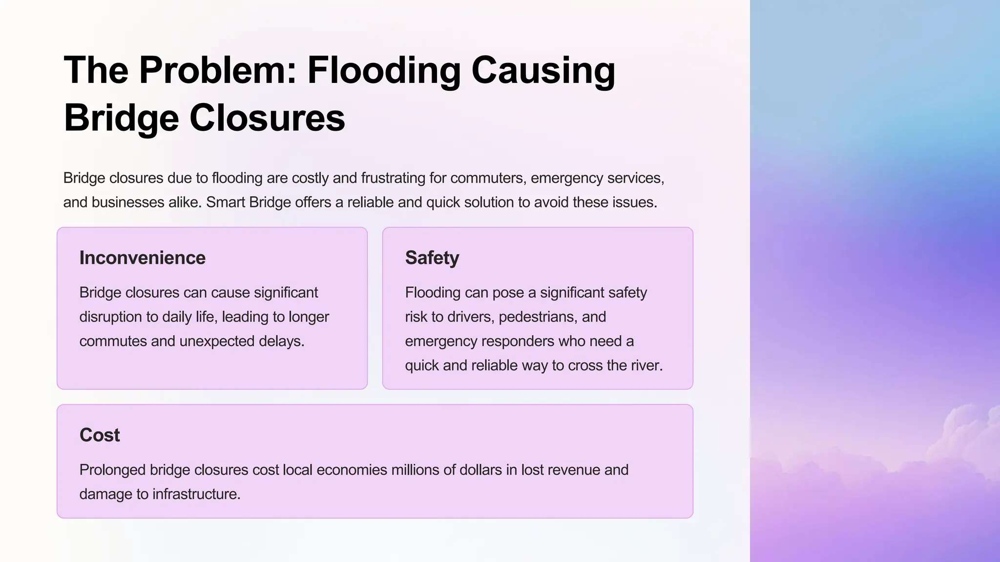 The Problem: Flooding Causing
Bridge Closures
Bridge closures due to flooding are costly and frustrating for commuters, emergency services,
and businesses alike. Smart Bridge offers a reliable and quick solution to avoid these issues.
Inconvenience
Bridge closures can cause significant
disruption to daily life, leading to longer
commutes and unexpected delays.
Safety
Flooding can pose a significant safety
risk to drivers, pedestrians, and
emergency responders who need a
quick and reliable way to cross the river.
Cost
Prolonged bridge closures cost local economies millions of dollars in lost revenue and
damage to infrastructure.